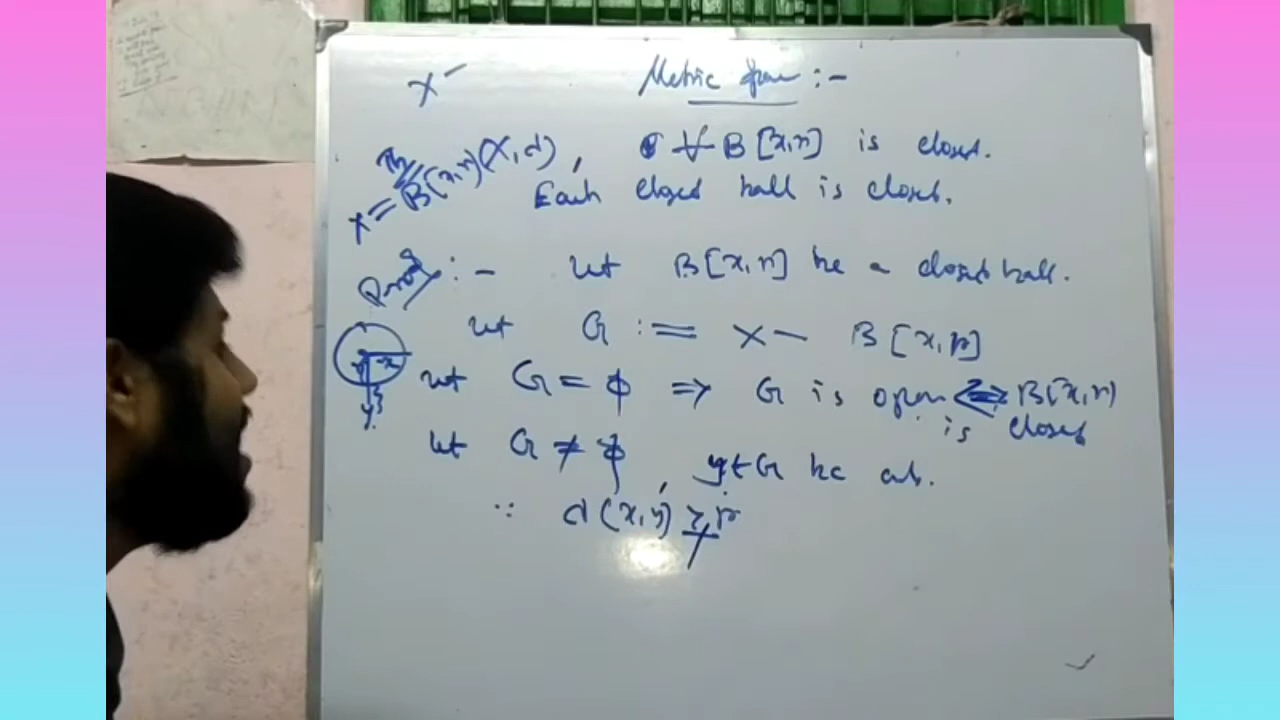 X -
Metric space :-
Th (X, d), ∀ B[x,r] is closed.
X = B(x,r)
Each closed ball is closed.
Proof :- Let B[x,r] be a closed ball.
Let G := X - B[x,r]
Let G = φ ⇒ G is open ⇔ B[x,r]
is closed
Let G ≠ φ, y ∈ G be arb.
∵ d(x,y) > r